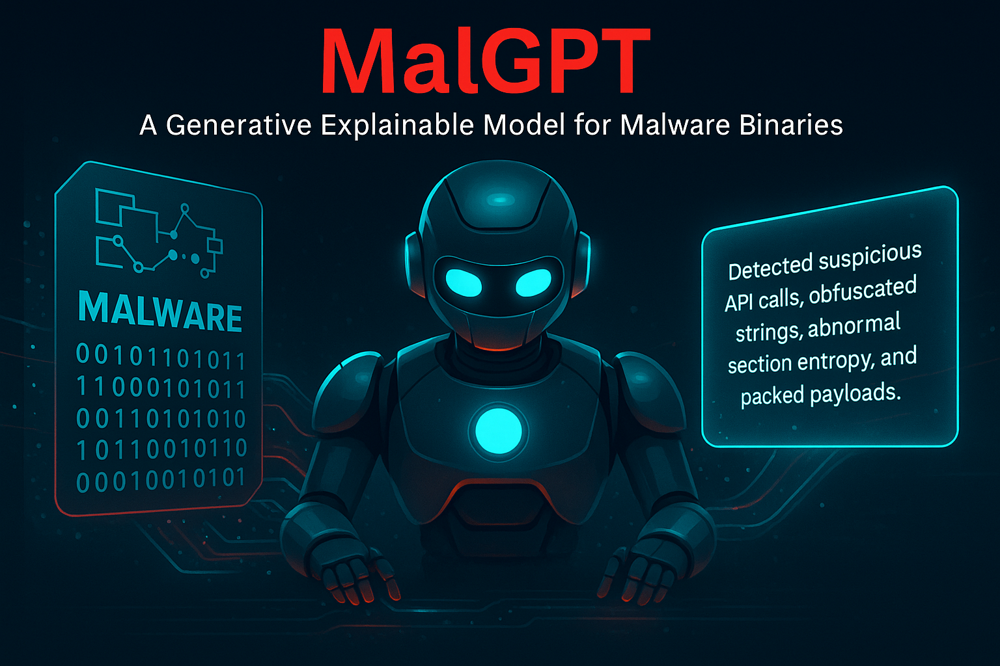 MalGPT
A Generative Explainable Model for Malware Binaries
MALWARE
00101101011
11000101011
00110101010
10110010110
00010010101
Detected suspicious
API calls, obfuscated
strings, abnormal
section entropy, and
packed payloads.